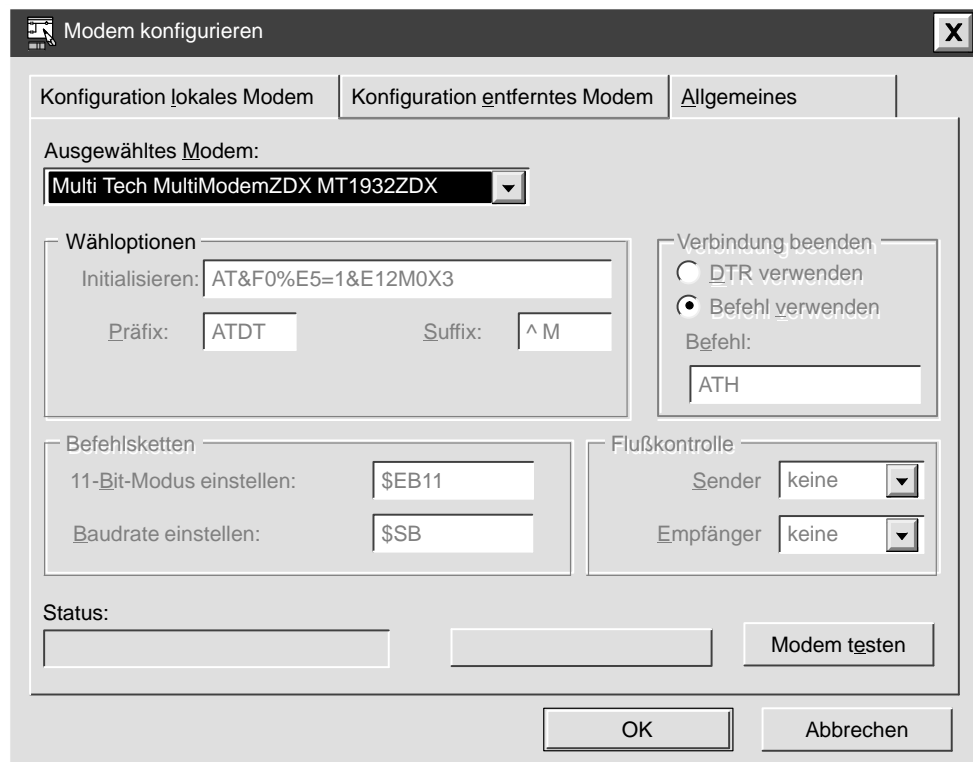 Modem konfigurieren
X
Konfiguration lokales Modem
Konfiguration entferntes Modem
Allgemeines
Ausgewähltes Modem:
Multi Tech MultiModemZDX MT1932ZDX
Wähloptionen
Initialisieren: AT&F0%E5=1&E12M0X3
Präfix: ATDT Suffix: ^ M
Verbindung beenden
DTR verwenden
Befehl verwenden
Befehl:
ATH
Befehlsketten
11-Bit-Modus einstellen: $EB11
Baudrate einstellen: $SB
Flußkontrolle
Sender keine
Empfänger keine
Status:
Modem testen
OK
Abbrechen